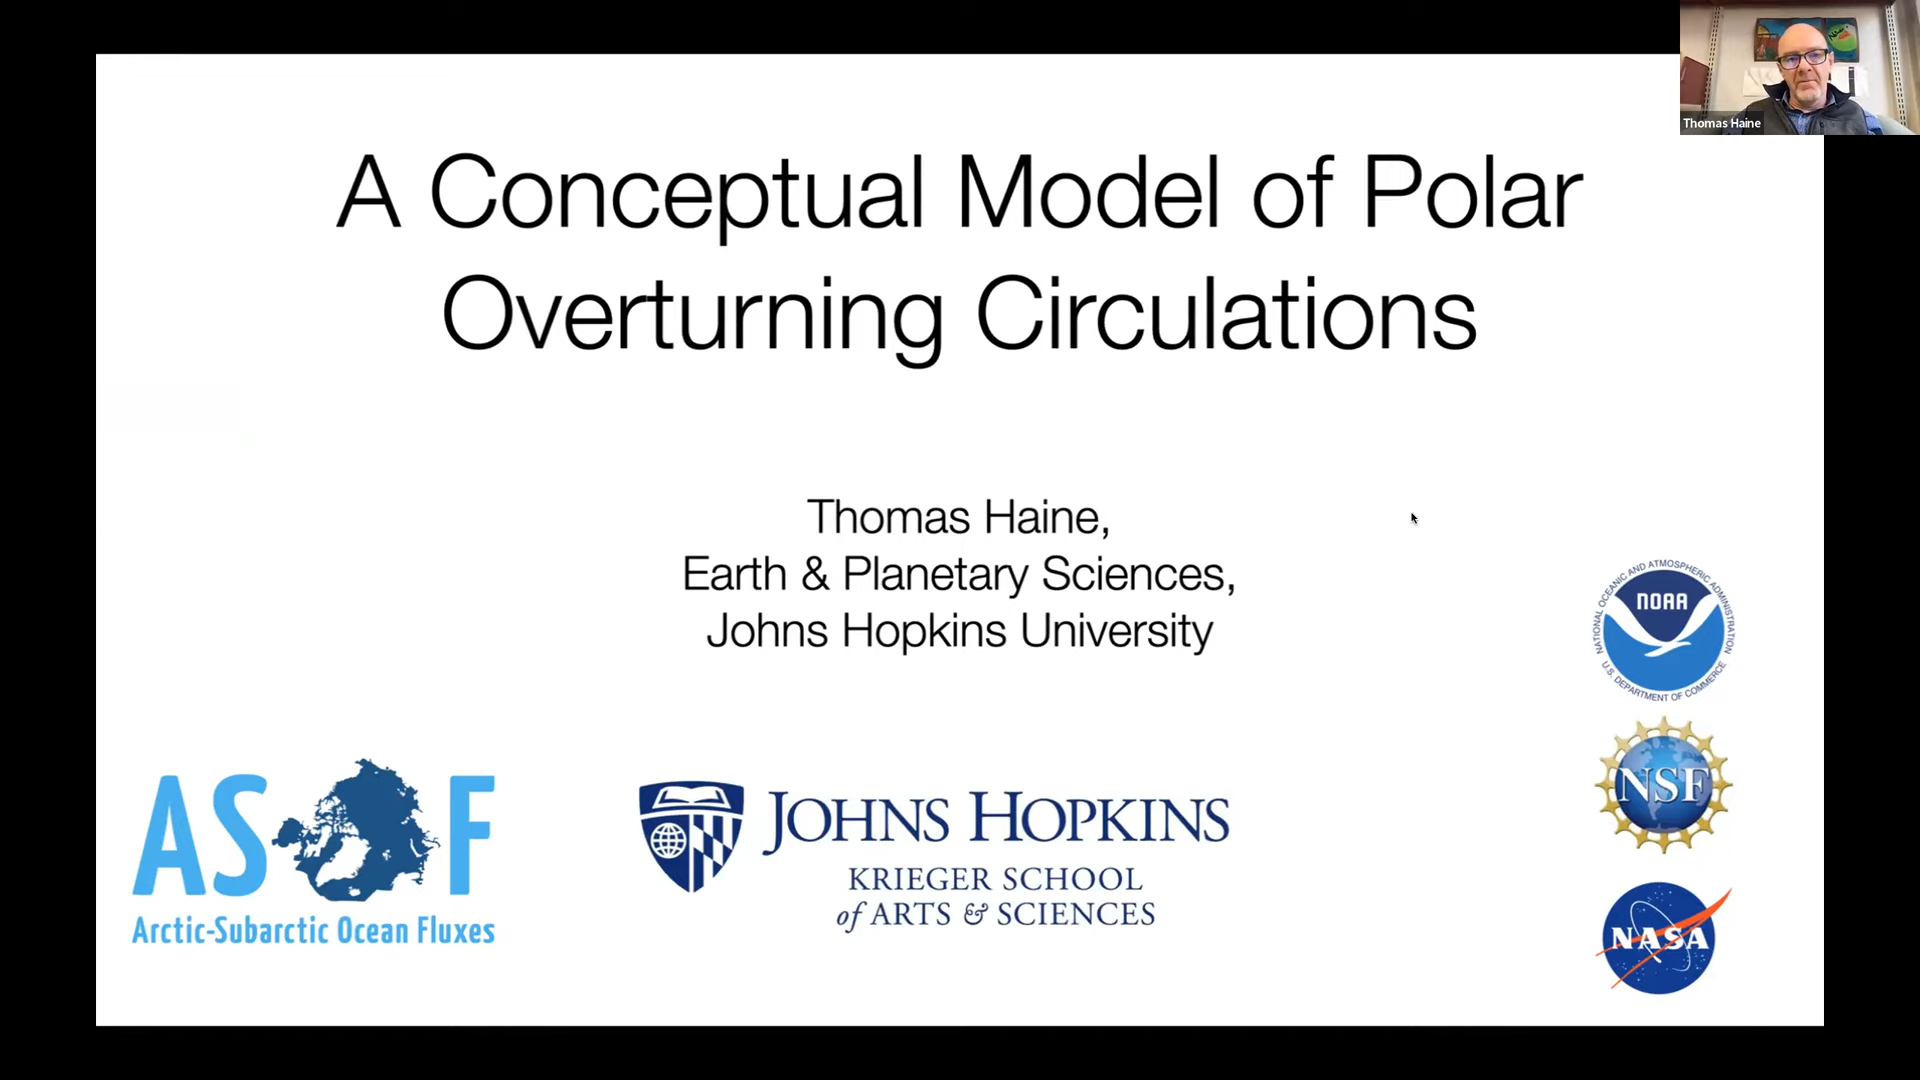 Thomas Haine
A Conceptual Model of Polar
Overturning Circulations
Thomas Haine,
Earth & Planetary Sciences,
Johns Hopkins University
NATIONAL OCEANIC AND ATMOSPHERIC ADMINISTRATION
NOAA
U.S. DEPARTMENT OF COMMERCE
NSF
NASA
AS F
Arctic-Subarctic Ocean Fluxes
JOHNS HOPKINS
KRIEGER SCHOOL
of ARTS & SCIENCES